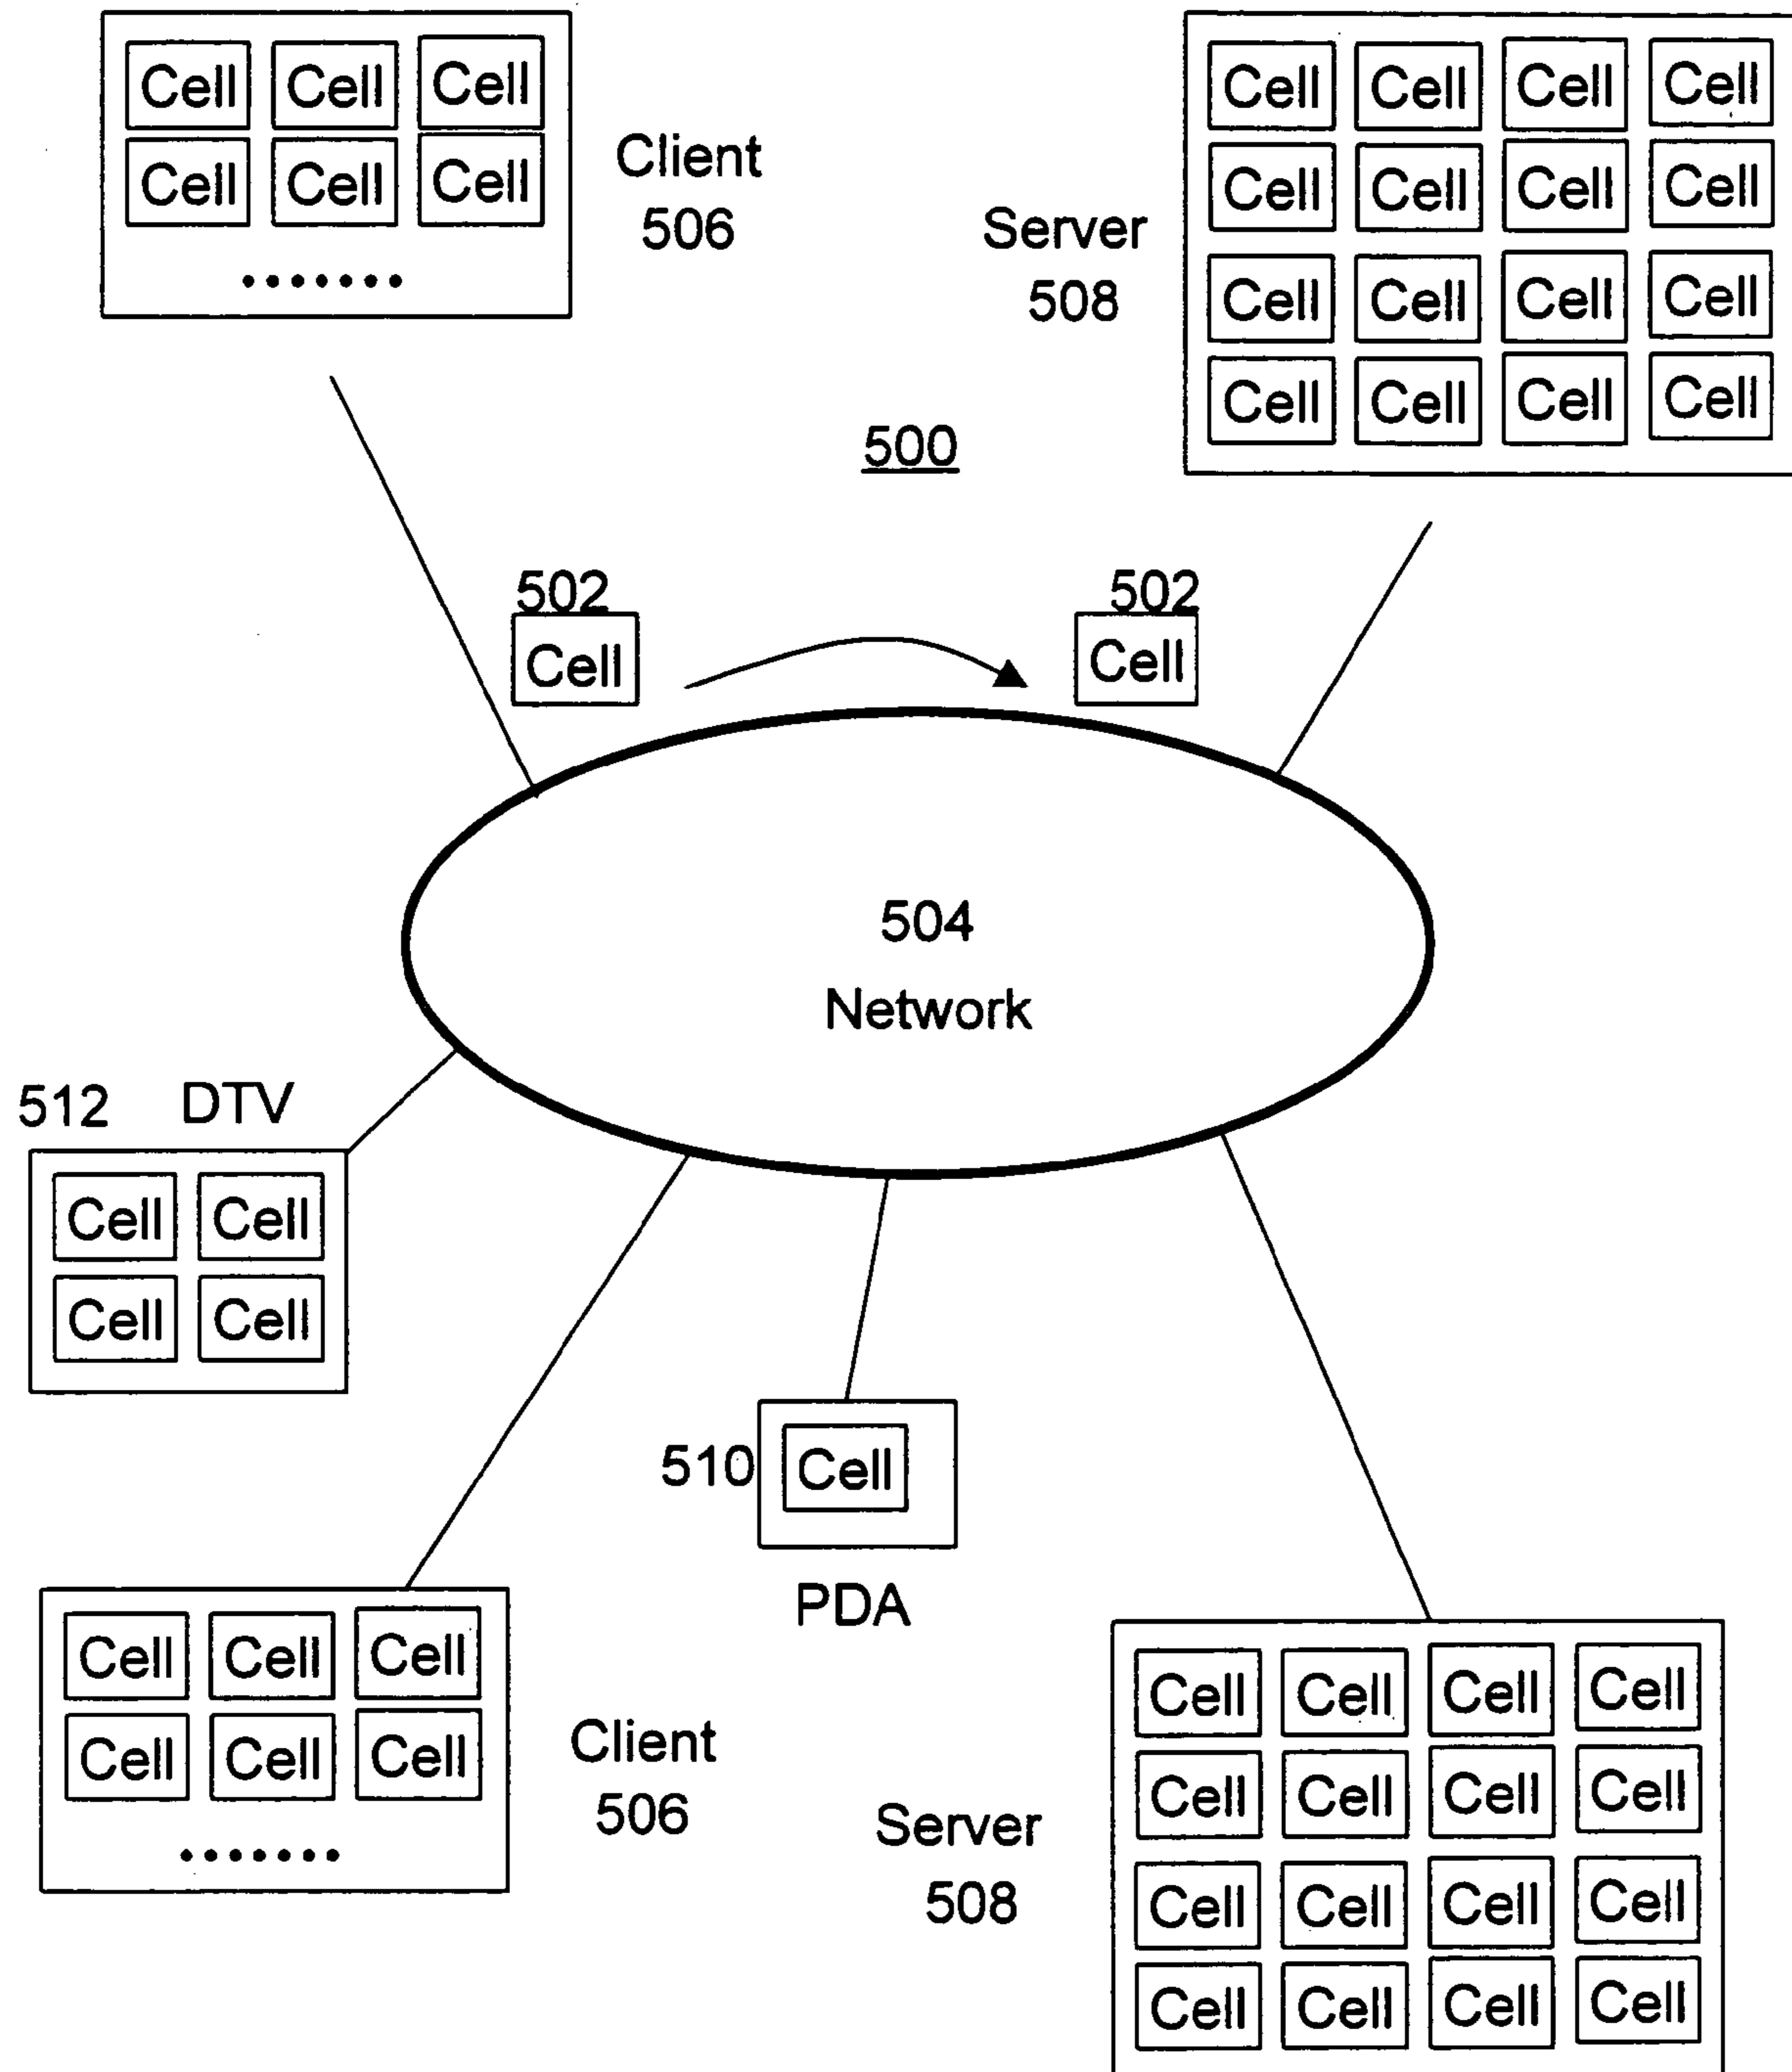 Cell Cell Cell
Cell Cell Cell
.......
Client
506
Server
508
Cell Cell Cell Cell
Cell Cell Cell Cell
Cell Cell Cell Cell
Cell Cell Cell Cell
500
502
Cell
502
Cell
504
Network
512 DTV
Cell Cell
Cell Cell
510
Cell
PDA
Cell Cell Cell
Cell Cell Cell
.......
Client
506
Server
508
Cell Cell Cell Cell
Cell Cell Cell Cell
Cell Cell Cell Cell
Cell Cell Cell Cell